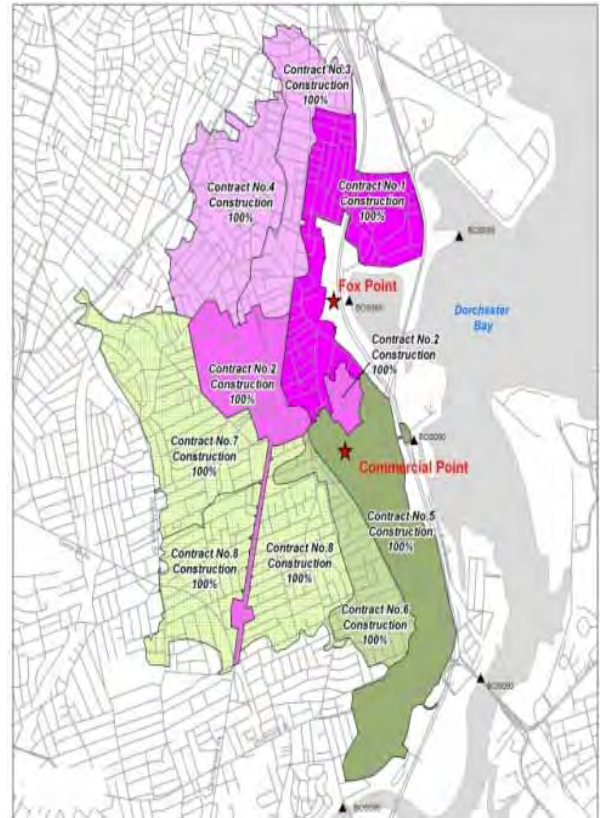 Contract No.3
Construction
100%
Contract No.4
Construction
100%
Contract No.1
Construction
100%
Fox Point
Dorchester
Bay
Contract No.2
Construction
100%
Contract No.2
Construction
100%
Contract No.7
Construction
100%
Commercial Point
Contract No.5
Construction
100%
Contract No.8
Construction
100%
Contract No.8
Construction
100%
Contract No.6
Construction
100%